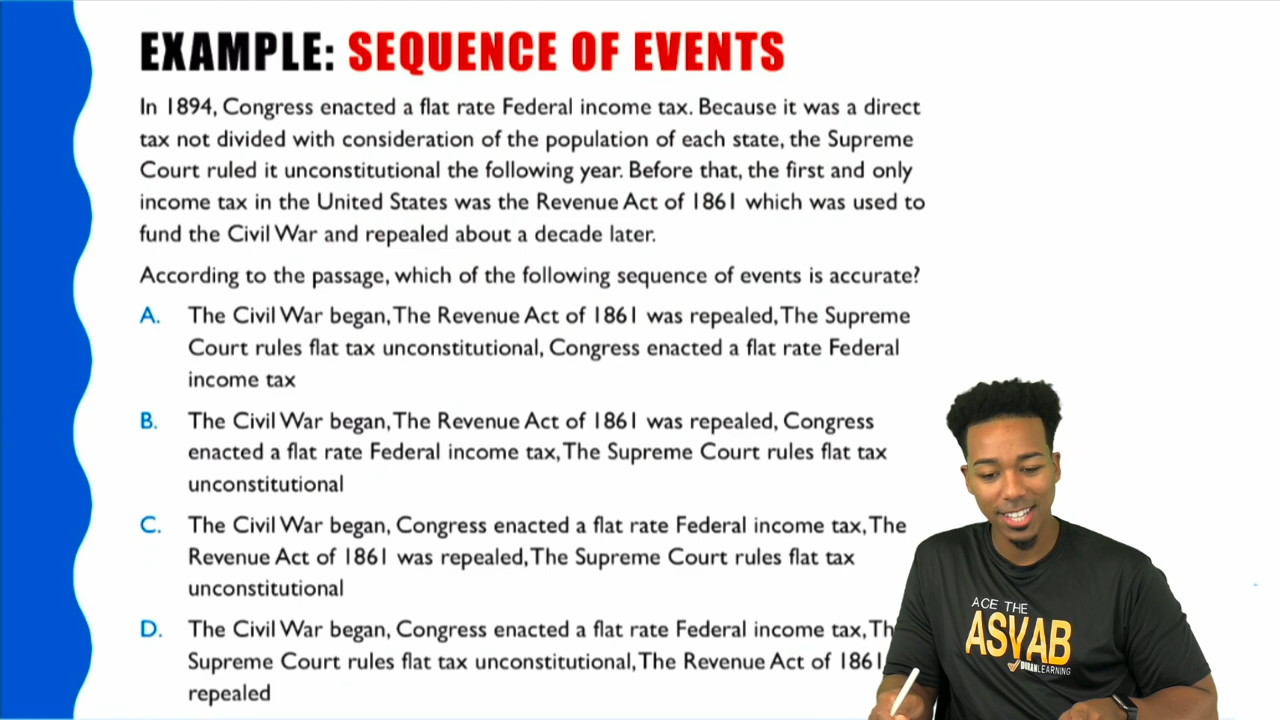 EXAMPLE: SEQUENCE OF EVENTS
In 1894, Congress enacted a flat rate Federal income tax. Because it was a direct
tax not divided with consideration of the population of each state, the Supreme
Court ruled it unconstitutional the following year. Before that, the first and only
income tax in the United States was the Revenue Act of 1861 which was used to
fund the Civil War and repealed about a decade later.
According to the passage, which of the following sequence of events is accurate?
A. The Civil War began, The Revenue Act of 1861 was repealed, The Supreme
Court rules flat tax unconstitutional, Congress enacted a flat rate Federal
income tax
B. The Civil War began, The Revenue Act of 1861 was repealed, Congress
enacted a flat rate Federal income tax, The Supreme Court rules flat tax
unconstitutional
C. The Civil War began, Congress enacted a flat rate Federal income tax, The
Revenue Act of 1861 was repealed, The Supreme Court rules flat tax
unconstitutional
D. The Civil War began, Congress enacted a flat rate Federal income tax,
Supreme Court rules flat tax unconstitutional, The Revenue Act of 1861
repealed
ACE THE
ASVAB
DURAN LEARNING